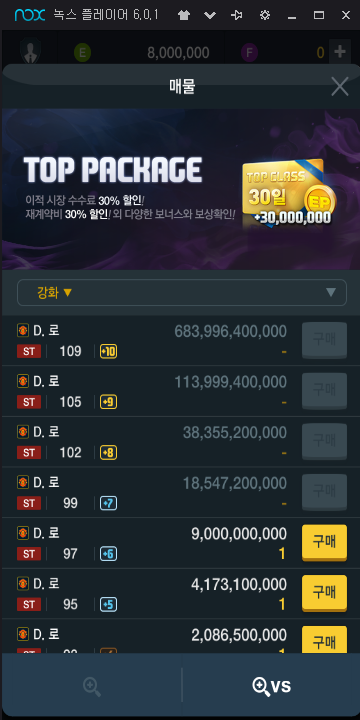 nox 녹스 플레이어 6.0.1
E 8,000,000 F 0 +
매물
TOP PACKAGE
이적 시장 수수료 30% 할인!
재계약비 30% 할인! 외 다양한 보너스와 보상확인!
TOP CLASS
30일
EP
+30,000,000
강화
D. 로 683,996,400,000 구매
ST 109 +10 -
D. 로 113,999,400,000 구매
ST 105 +9 -
D. 로 38,355,200,000 구매
ST 102 +8 -
D. 로 18,547,200,000 구매
ST 99 +7 -
D. 로 9,000,000,000 구매
ST 97 +6 1
D. 로 4,173,100,000 구매
ST 95 +5 1
D. 로 2,086,500,000 구매
VS